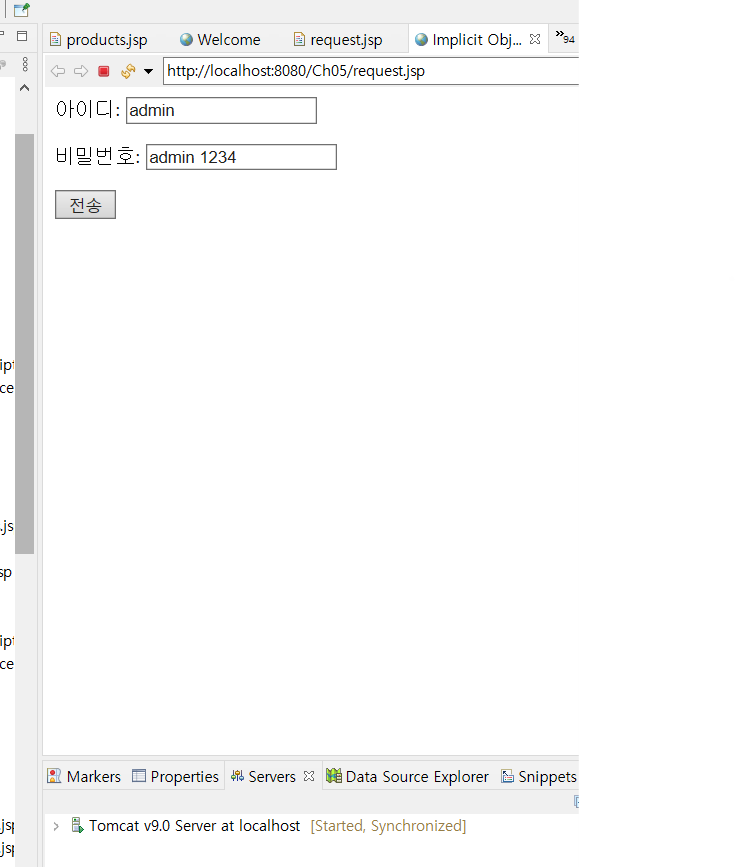 products.jsp Welcome request.jsp Implicit Obj... »94
http://localhost:8080/Ch05/request.jsp
아이디: admin
비밀번호: admin 1234
전송
ript
ce
.js
sp
ript
ce
Markers Properties Servers Data Source Explorer Snippets
Tomcat v9.0 Server at localhost [Started, Synchronized]
.jsp
.jsp